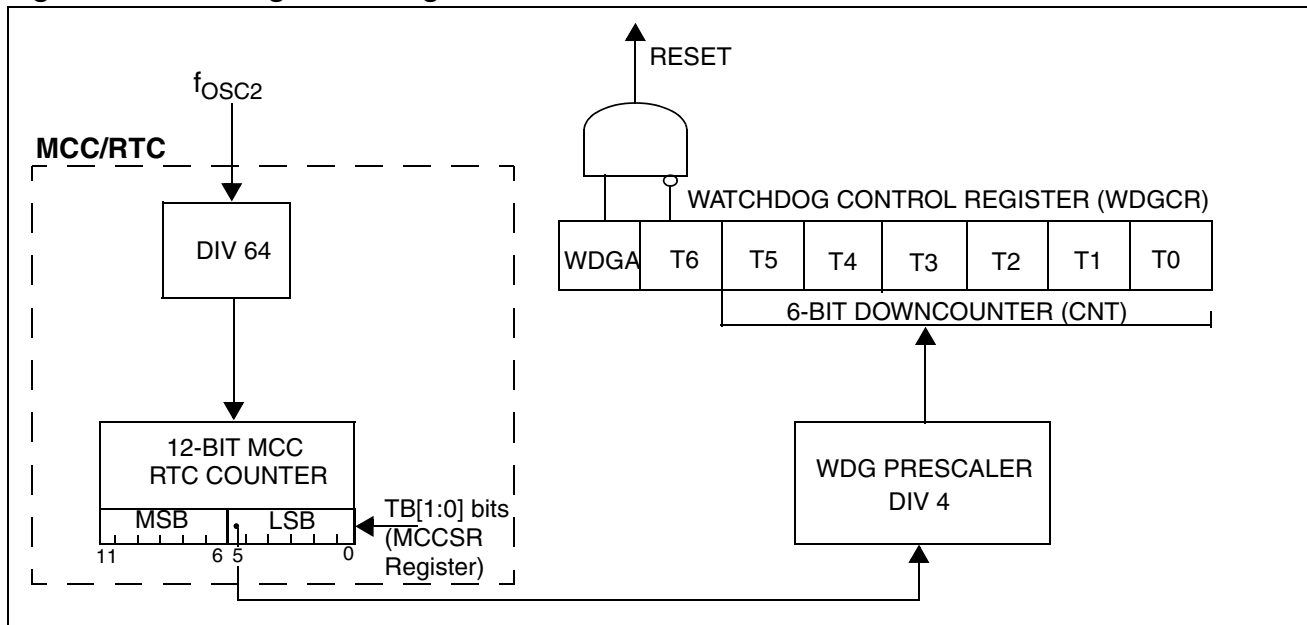 fOSC2
MCC/RTC
DIV 64
12-BIT MCC
RTC COUNTER
MSB LSB
11 6 5 0
TB[1:0] bits
(MCCSR
Register)
RESET
WATCHDOG CONTROL REGISTER (WDGCR)
WDGA T6 T5 T4 T3 T2 T1 T0
6-BIT DOWNCOUNTER (CNT)
WDG PRESCALER
DIV 4